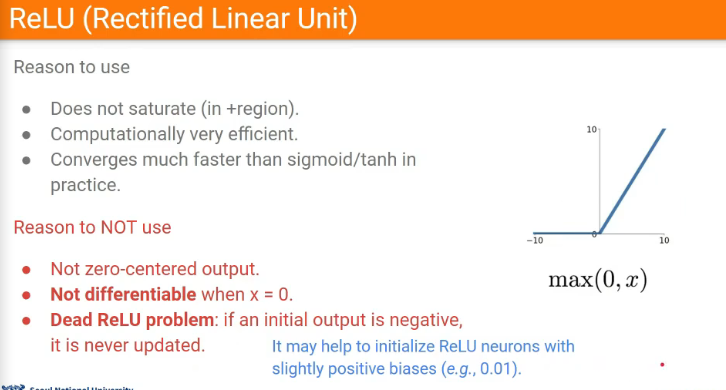 ReLU (Rectified Linear Unit)
Reason to use
● Does not saturate (in +region).
● Computationally very efficient.
● Converges much faster than sigmoid/tanh in
practice.
Reason to NOT use
● Not zero-centered output.
● Not differentiable when x = 0.
● Dead ReLU problem: if an initial output is negative,
it is never updated.
It may help to initialize ReLU neurons with
slightly positive biases (e.g., 0.01).
10
-10
0
10
max(0, x)
Seoul National University